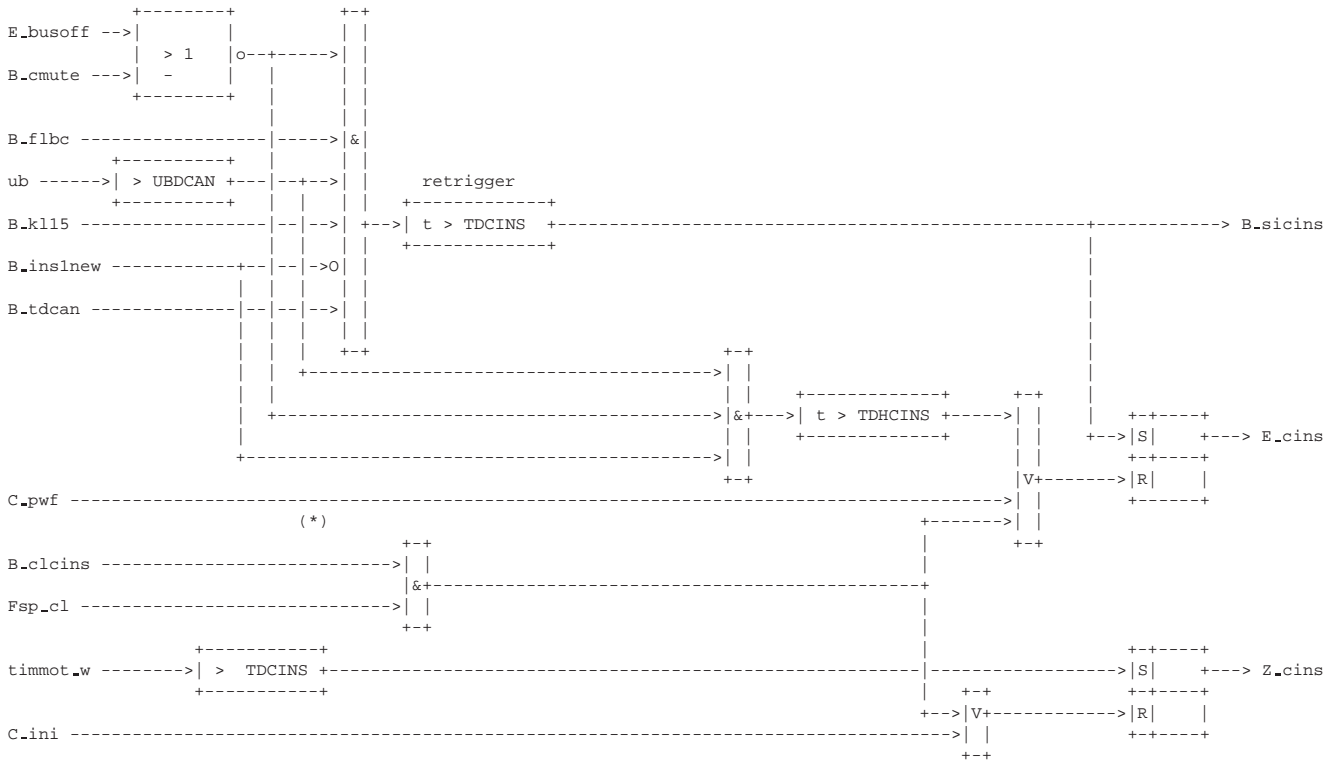 E_busoff
> 1
B_cmute
B_flbc
&
ub > UBDCAN retrigger
B_kl15 t > TDCINS B_sicins
B_ins1new
B_tdcan
& t > TDHCINS S E_cins
V R
C_pwf
(*)
B_clcins
&
Fsp_cl
timmot_w > TDCINS S Z_cins
V R
C_ini